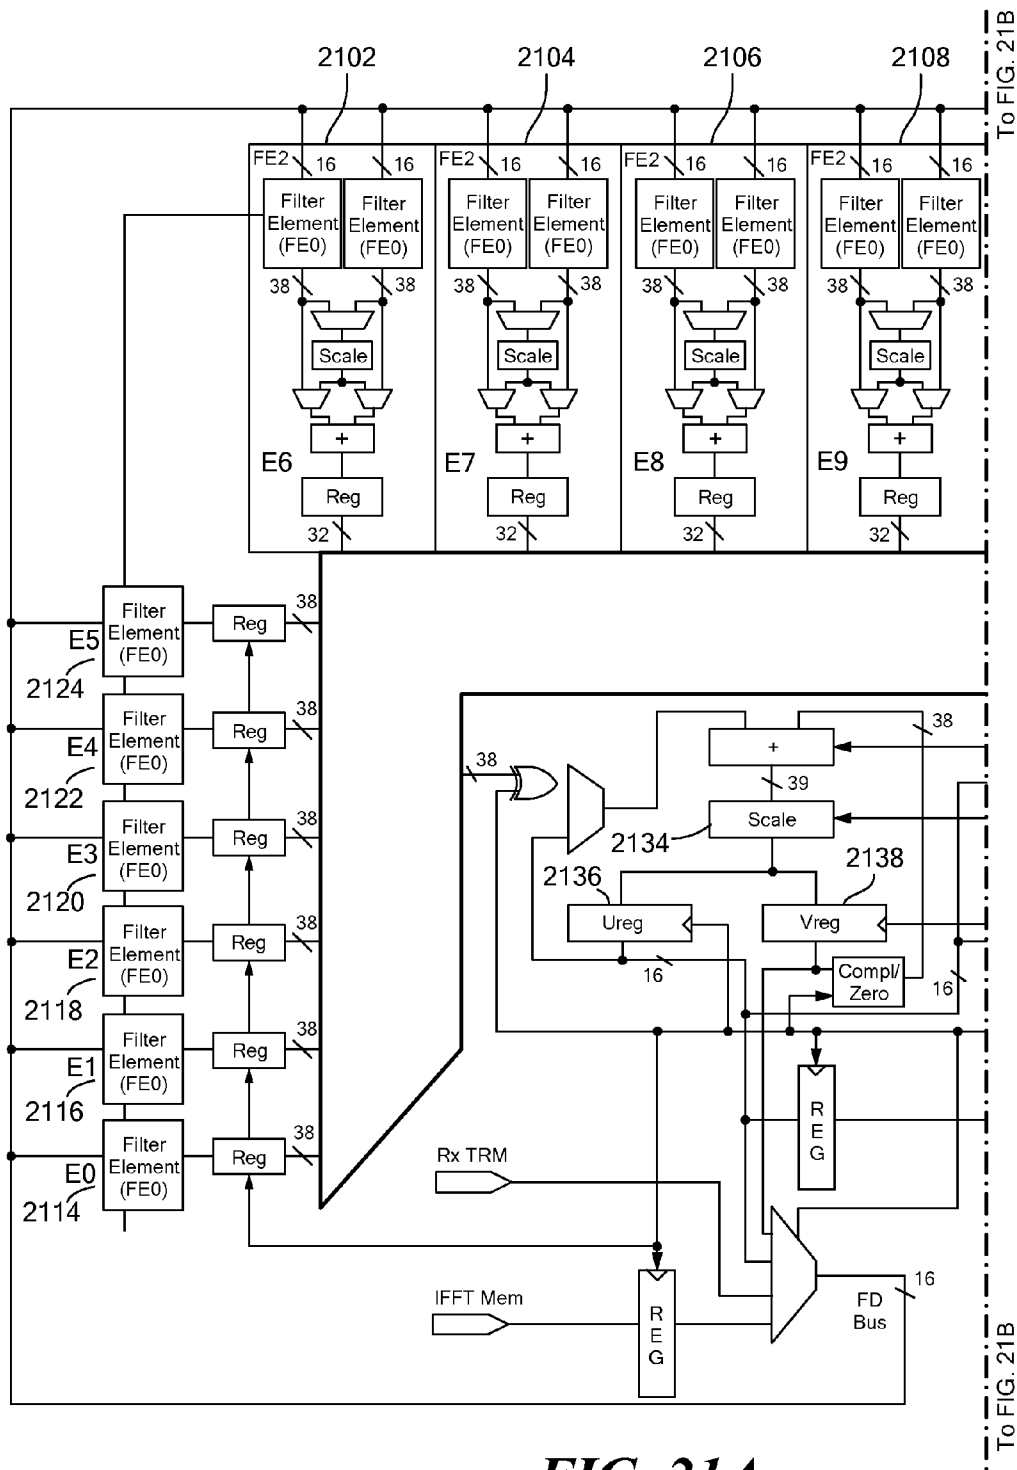 2102
2104
2106
2108
To FIG. 21B
FE2
16
16
FE2
16
16
FE2
16
16
FE2
16
16
Filter
Element
(FE0)
Filter
Element
(FE0)
Filter
Element
(FE0)
Filter
Element
(FE0)
Filter
Element
(FE0)
Filter
Element
(FE0)
Filter
Element
(FE0)
Filter
Element
(FE0)
38
38
38
38
38
38
38
38
Scale
Scale
Scale
Scale
+
+
+
+
E6
E7
E8
E9
Reg
Reg
Reg
Reg
32
32
32
32
E5
2124
Filter
Element
(FE0)
Reg
38
E4
2122
Filter
Element
(FE0)
Reg
38
E3
2120
Filter
Element
(FE0)
Reg
38
E2
2118
Filter
Element
(FE0)
Reg
38
E1
2116
Filter
Element
(FE0)
Reg
38
E0
2114
Filter
Element
(FE0)
Reg
38
38
+
38
39
2134
Scale
2136
2138
Ureg
Vreg
16
Compl/
Zero
16
REG
Rx TRM
IFFT Mem
REG
16
FD
Bus
To FIG. 21B